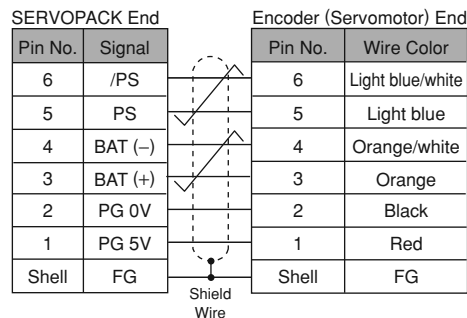 SERVOPACK End
Encoder (Servomotor) End
Pin No. Signal Pin No. Wire Color
6 /PS 6 Light blue/white
5 PS 5 Light blue
4 BAT (−) 4 Orange/white
3 BAT (+) 3 Orange
2 PG 0V 2 Black
1 PG 5V 1 Red
Shell FG Shell FG
Shield
Wire